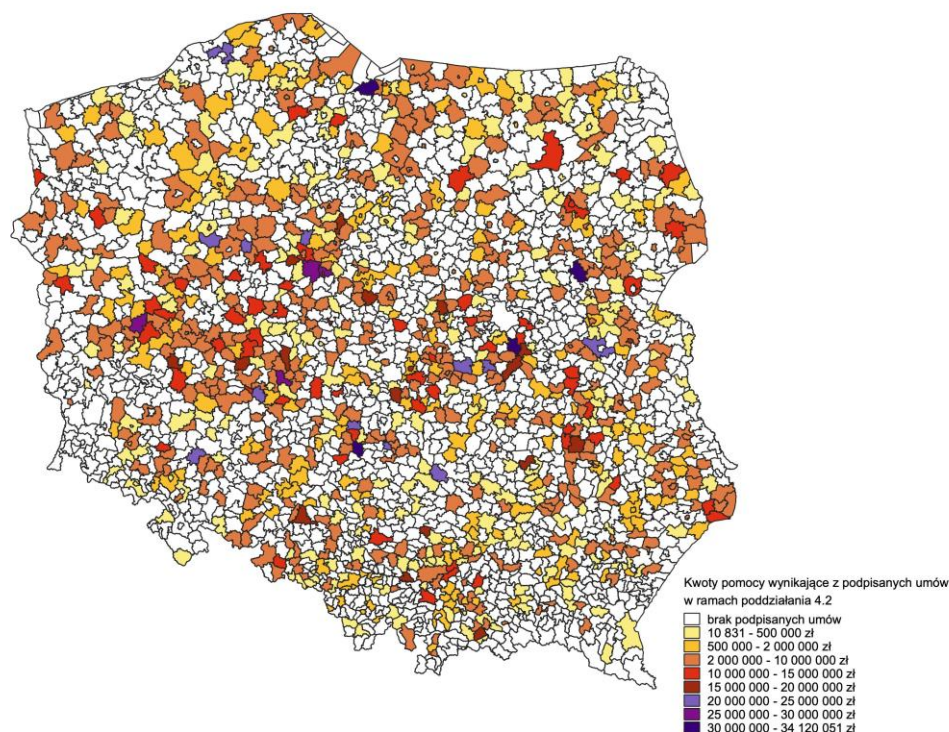 Kwoty pomocy wynikające z podpisanych umów
w ramach poddziałania 4.2
brak podpisanych umów
10 831 - 500 000 zł
500 000 - 2 000 000 zł
2 000 000 - 10 000 000 zł
10 000 000 - 15 000 000 zł
15 000 000 - 20 000 000 zł
20 000 000 - 25 000 000 zł
25 000 000 - 30 000 000 zł
30 000 000 - 34 120 051 zł